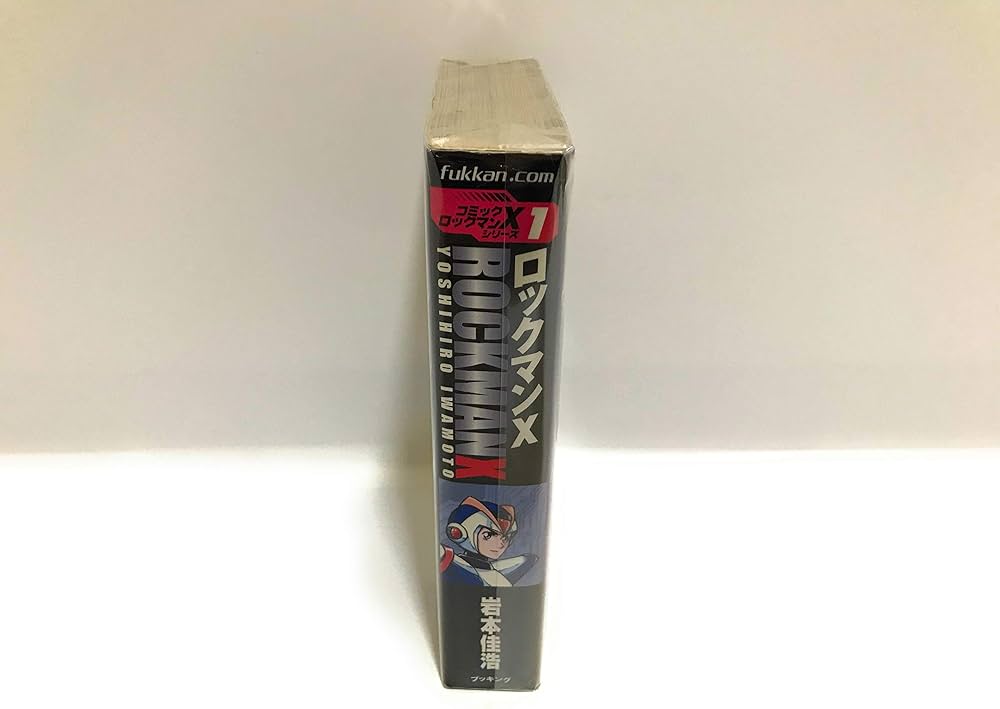 fukkan.com
コミック
ロックマンX
シリーズ
1
ロックマンX
ROCKMAN X
YOSHIHIRO IWAMOTO
岩本佳浩
ブッキング